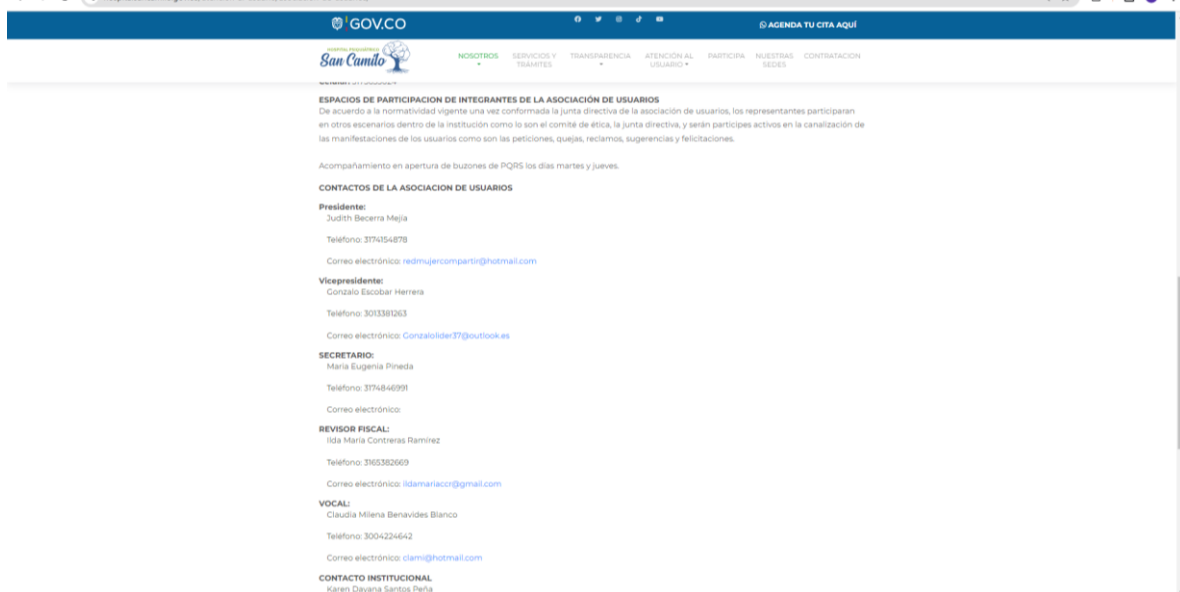 GOV.CO
AGENDA TU CITA AQUÍ
San Camilo
NOSOTROS
SERVICIOS Y TRÁMITES
TRANSPARENCIA
ATENCIÓN AL USUARIO
PARTICIPA
NUESTRAS SEDES
CONTRATACION
ESPACIOS DE PARTICIPACION DE INTEGRANTES DE LA ASOCIACIÓN DE USUARIOS
De acuerdo a la normatividad vigente una vez conformada la junta directiva de la asociación de usuarios, los representantes participaran
en otros escenarios dentro de la institución como lo son el comité de ética, la junta directiva, y serán participes activos en la canalización de
las manifestaciones de los usuarios como son las peticiones, quejas, reclamos, sugerencias y felicitaciones.
Acompañamiento en apertura de buzones de PQRS los días martes y jueves.
CONTACTOS DE LA ASOCIACION DE USUARIOS
Presidente:
Judith Becerra Mejía
Teléfono: 3174154878
Correo electrónico: redmujercompartir@hotmail.com
Vicepresidente:
Gonzalo Escobar Herrera
Teléfono: 3013381263
Correo electrónico: Gonzalolider37@outlook.es
SECRETARIO:
María Eugenia Pineda
Teléfono: 3174846991
Correo electrónico:
REVISOR FISCAL:
Ilda María Contreras Ramírez
Teléfono: 3165382669
Correo electrónico: ildamariaccr@gmail.com
VOCAL:
Claudia Milena Benavides Blanco
Teléfono: 3004224642
Correo electrónico: clami@hotmail.com
CONTACTO INSTITUCIONAL
Karen Dayana Santos Peña